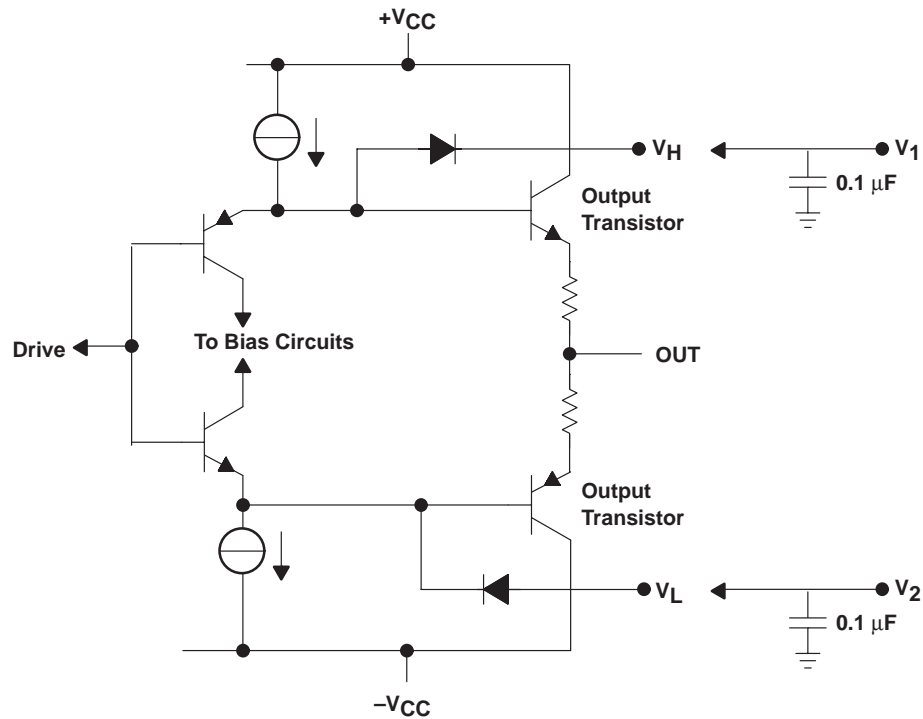 +VCC
VH
V1
0.1 μF
Output
Transistor
Drive
To Bias Circuits
OUT
Output
Transistor
VL
V2
0.1 μF
–VCC